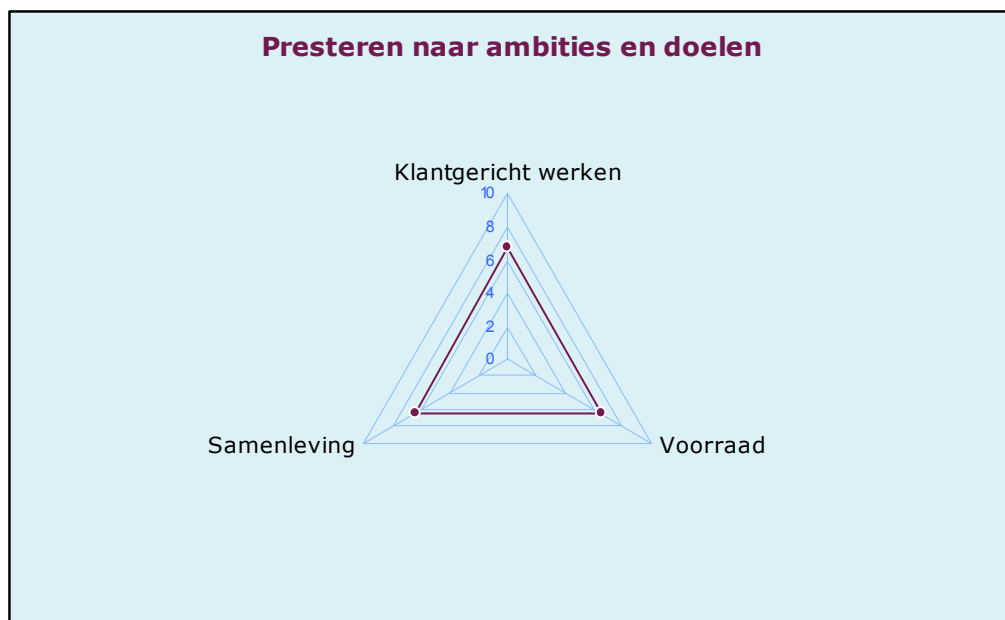 Presteren naar ambities en doelen
Klantgericht werken
10
8
6
4
2
0
Samenleving
Voorraad